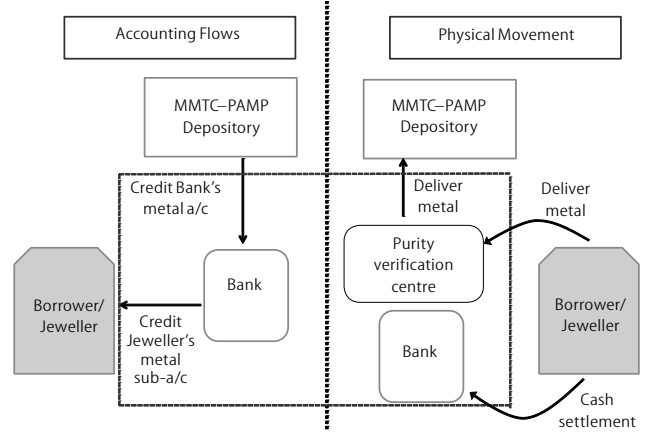 Accounting Flows
Physical Movement
MMTC–PAMP
Depository
MMTC–PAMP
Depository
Credit Bank's
metal a/c
Deliver
metal
Deliver
metal
Bank
Purity
verification
centre
Borrower/
Jeweller
Borrower/
Jeweller
Credit
Jeweller's
metal
sub-a/c
Bank
Cash
settlement